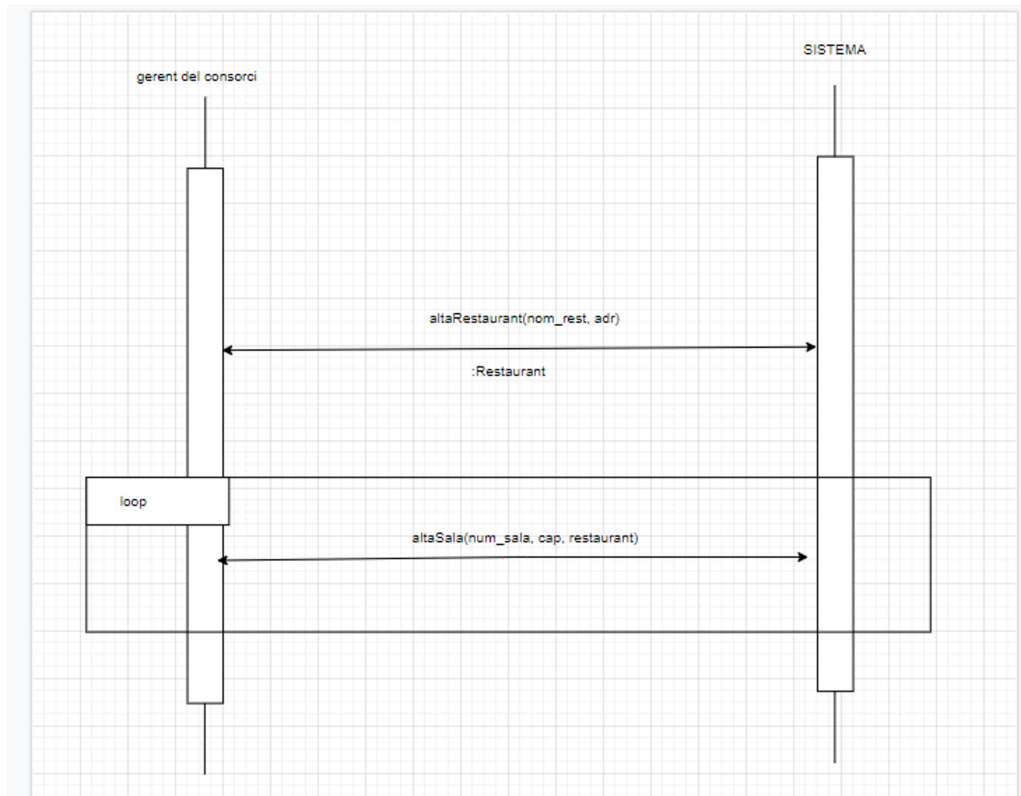 SISTEMA
gerent del consorci
altaRestaurant(nom_rest, adr)
:Restaurant
loop
altaSala(num_sala, cap, restaurant)